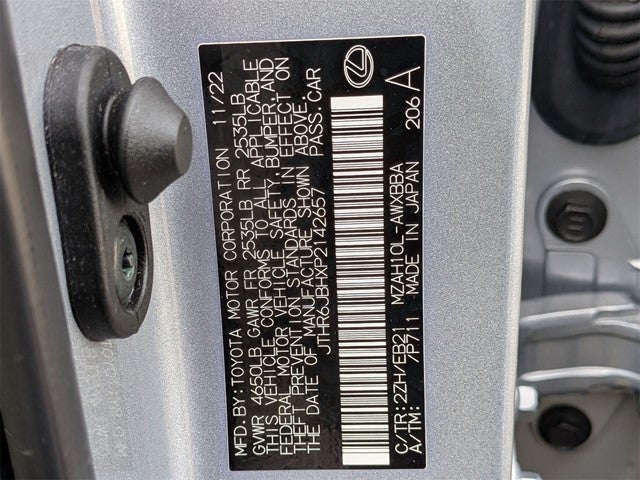 MFD. BY: TOYOTA MOTOR CORPORATION 11/22
GVWR 4650LB GAWR FR 2535LB RR 2535LB
THIS VEHICLE CONFORMS TO ALL APPLICABLE
FEDERAL MOTOR VEHICLE SAFETY, BUMPER, AND
THEFT PREVENTION STANDARDS IN EFFECT ON
THE DATE OF MANUFACTURE SHOWN ABOVE.
JTHR6JBHXP2142657 PASS. CAR
C/TR: 2ZH/EB21 MZAH10L-AWXBBA
A/TM: /P711 MADE IN JAPAN 206 A